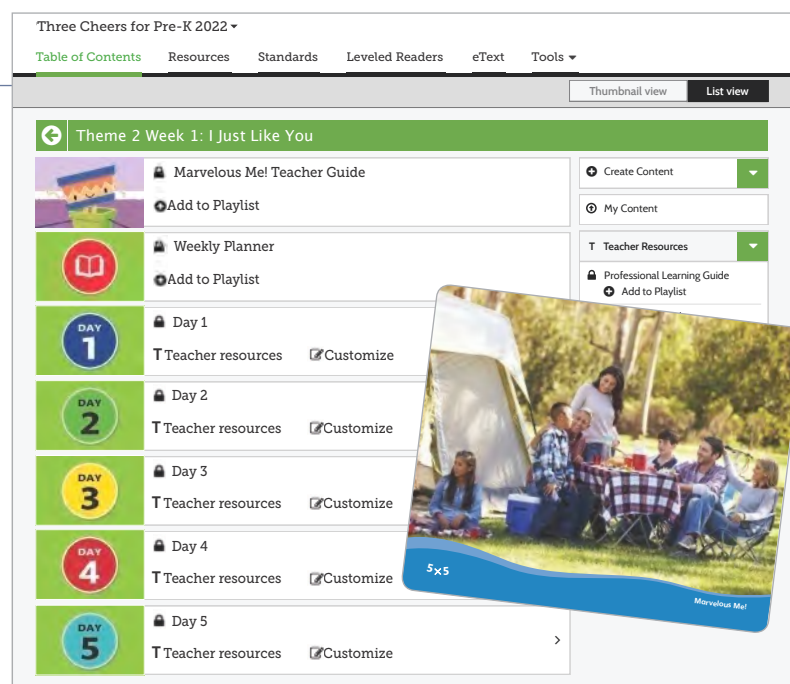 Three Cheers for Pre-K 2022
Table of Contents Resources Standards Leveled Readers eText Tools
Thumbnail view List view
Theme 2 Week 1: I Just Like You
Marvelous Me! Teacher Guide
Add to Playlist
Weekly Planner
Add to Playlist
DAY 1
Day 1
T Teacher resources Customize
DAY 2
Day 2
T Teacher resources Customize
DAY 3
Day 3
T Teacher resources Customize
DAY 4
Day 4
T Teacher resources Customize
DAY 5
Day 5
T Teacher resources Customize
Create Content
My Content
T Teacher Resources
Professional Learning Guide
Add to Playlist
5×5
Marvelous Me!